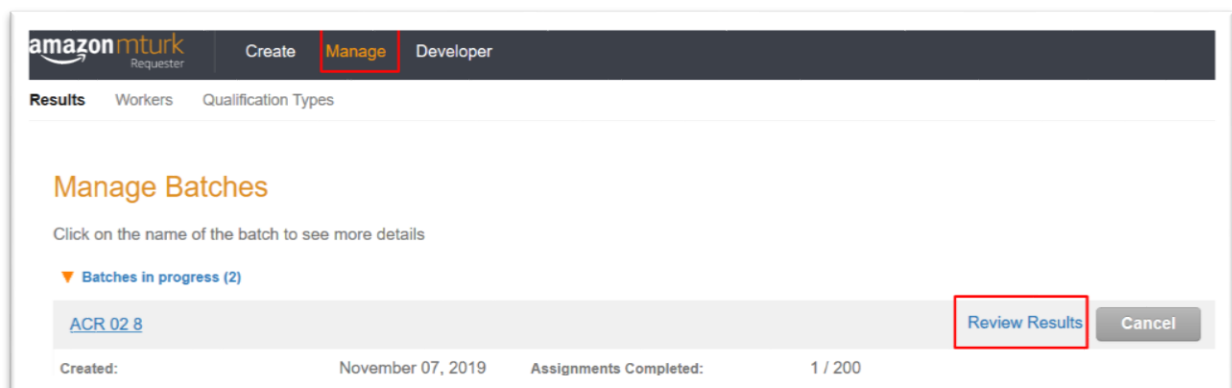 amazon mturk Create Manage Developer
Requester
Results Workers Qualification Types
Manage Batches
Click on the name of the batch to see more details
Batches in progress (2)
ACR 02 8 Review Results Cancel
Created: November 07, 2019 Assignments Completed: 1 / 200